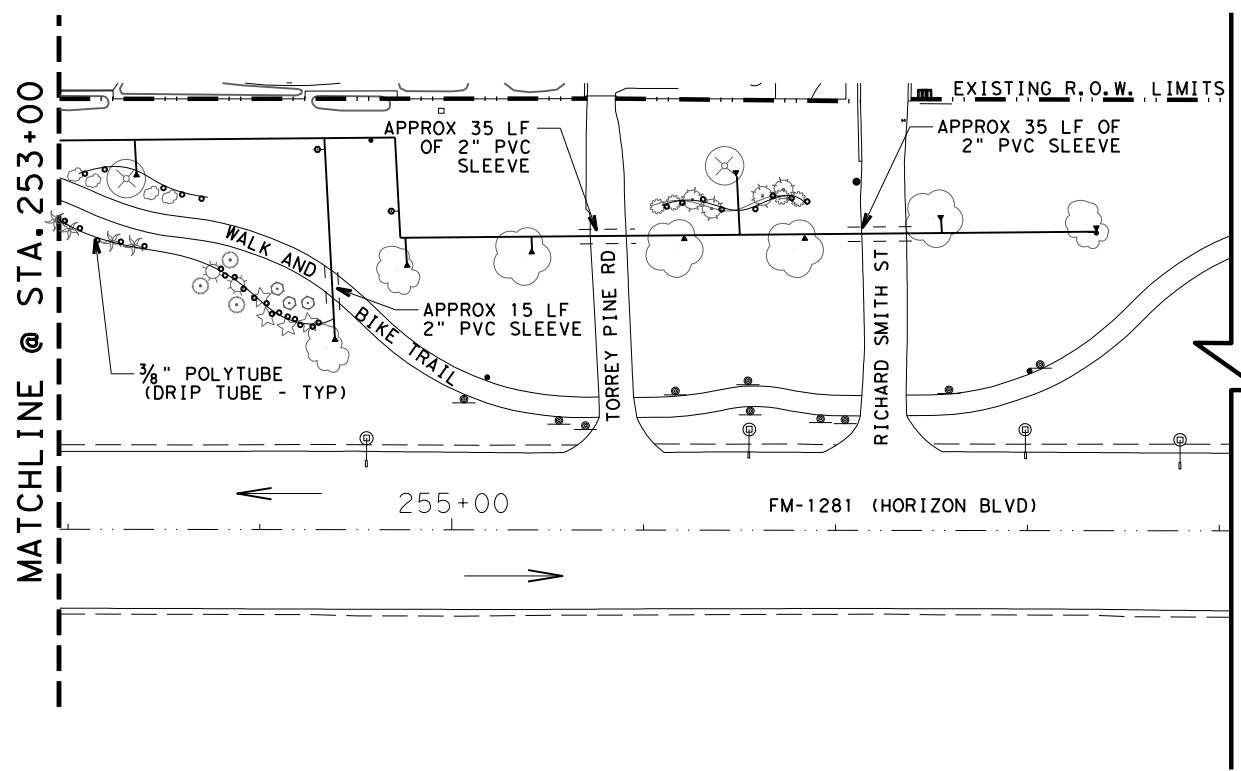 MATCHLINE @ STA.253+00
EXISTING R.O.W. LIMITS
APPROX 35 LF
OF 2" PVC
SLEEVE
APPROX 35 LF OF
2" PVC SLEEVE
WALK AND
BIKE TRAIL
APPROX 15 LF
2" PVC SLEEVE
TORREY PINE RD
RICHARD SMITH ST
⅜" POLYTUBE
(DRIP TUBE - TYP)
255+00
FM-1281 (HORIZON BLVD)